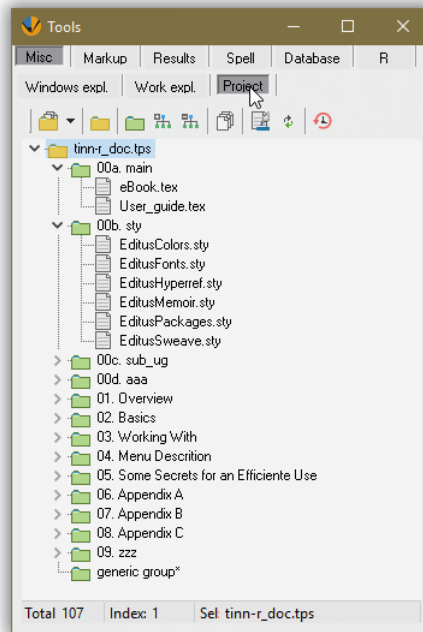 Tools
Misc Markup Results Spell Database R
Windows expl. Work expl. Project
tinn-r_doc.tps
00a. main
eBook.tex
User_guide.tex
00b. sty
EditusColors.sty
EditusFonts.sty
EditusHyperref.sty
EditusMemoir.sty
EditusPackages.sty
EditusSweave.sty
00c. sub_ug
00d. aaa
01. Overview
02. Basics
03. Working With
04. Menu Descrition
05. Some Secrets for an Efficiente Use
06. Appendix A
07. Appendix B
08. Appendix C
09. zzz
generic group*
Total 107 Index: 1 Sel: tinn-r_doc.tps